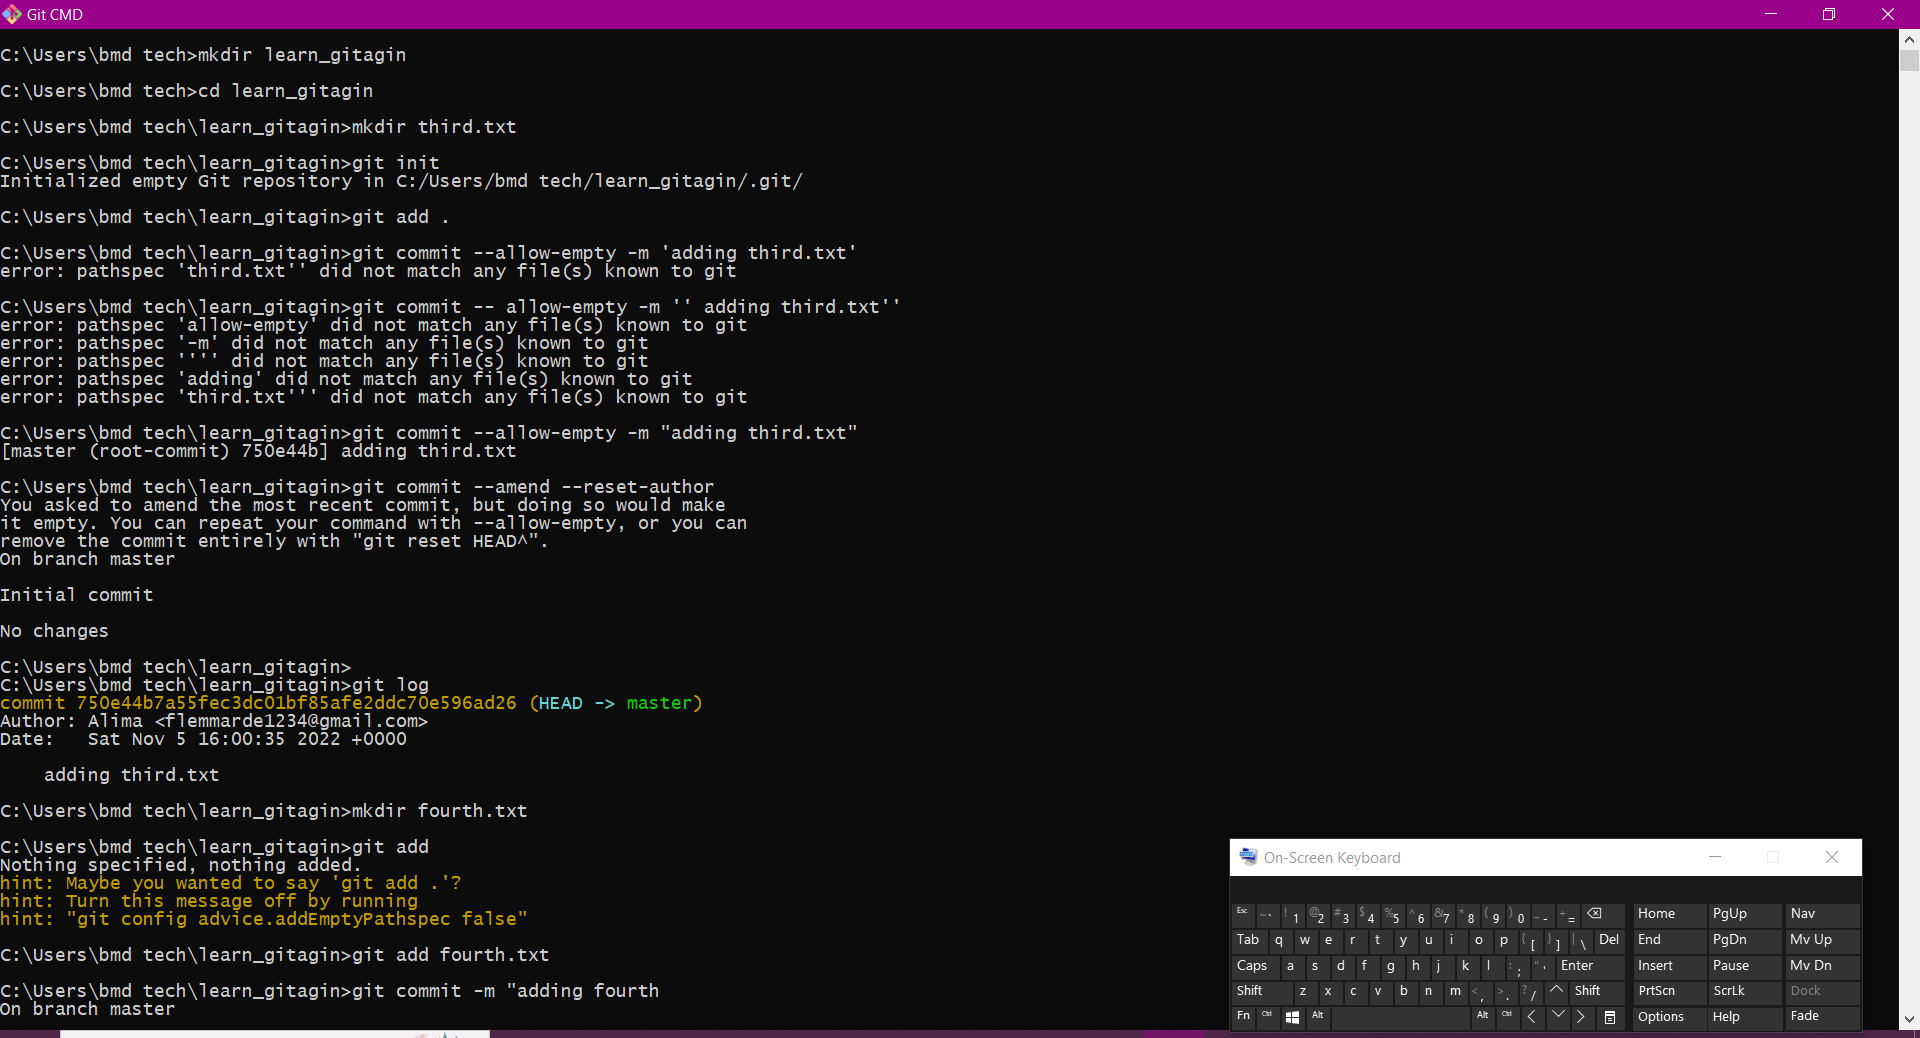 Git CMD
C:\Users\bmd tech>mkdir learn_gitagin
C:\Users\bmd tech>cd learn_gitagin
C:\Users\bmd tech\learn_gitagin>mkdir third.txt
C:\Users\bmd tech\learn_gitagin>git init
Initialized empty Git repository in C:/Users/bmd tech/learn_gitagin/.git/
C:\Users\bmd tech\learn_gitagin>git add .
C:\Users\bmd tech\learn_gitagin>git commit --allow-empty -m 'adding third.txt'
error: pathspec 'third.txt'' did not match any file(s) known to git
C:\Users\bmd tech\learn_gitagin>git commit -- allow-empty -m '' adding third.txt''
error: pathspec 'allow-empty' did not match any file(s) known to git
error: pathspec '-m' did not match any file(s) known to git
error: pathspec '''' did not match any file(s) known to git
error: pathspec 'adding' did not match any file(s) known to git
error: pathspec 'third.txt''' did not match any file(s) known to git
C:\Users\bmd tech\learn_gitagin>git commit --allow-empty -m "adding third.txt"
[master (root-commit) 750e44b] adding third.txt
C:\Users\bmd tech\learn_gitagin>git commit --amend --reset-author
You asked to amend the most recent commit, but doing so would make
it empty. You can repeat your command with --allow-empty, or you can
remove the commit entirely with "git reset HEAD^".
On branch master
Initial commit
No changes
C:\Users\bmd tech\learn_gitagin>
C:\Users\bmd tech\learn_gitagin>git log
commit 750e44b7a55fec3dc01bf85afe2ddc70e596ad26 (HEAD -> master)
Author: Alima <flemmarde1234@gmail.com>
Date:   Sat Nov 5 16:00:35 2022 +0000
    adding third.txt
C:\Users\bmd tech\learn_gitagin>mkdir fourth.txt
C:\Users\bmd tech\learn_gitagin>git add
Nothing specified, nothing added.
hint: Maybe you wanted to say 'git add .'?
hint: Turn this message off by running
hint: "git config advice.addEmptyPathspec false"
C:\Users\bmd tech\learn_gitagin>git add fourth.txt
C:\Users\bmd tech\learn_gitagin>git commit -m "adding fourth
On branch master
On-Screen Keyboard
Esc ~ ` ! 1 @ 2 # 3 $ 4 % 5 ^ 6 & 7 * 8 ( 9 ) 0 _ - + = Home PgUp Nav
Tab q w e r t y u i o p { [ } ] | \ Del End PgDn Mv Up
Caps a s d f g h j k l : ; " ' Enter Insert Pause Mv Dn
Shift z x c v b n m < , > . ? / Shift PrtScn ScrLk Dock
Fn Ctrl Alt Alt Ctrl Options Help Fade